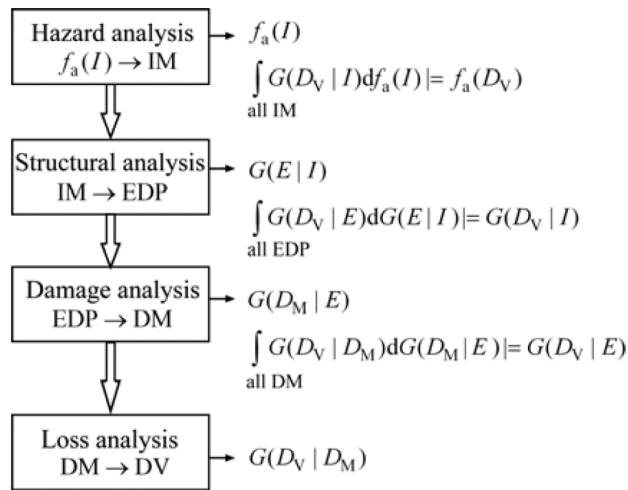 Hazard analysis
fa(I) → IM
fa(I)
∫ G(DV | I)dfa(I)|= fa(DV)
all IM
Structural analysis
IM → EDP
G(E | I)
∫ G(DV | E)dG(E | I)|= G(DV | I)
all EDP
Damage analysis
EDP → DM
G(DM | E)
∫ G(DV | DM)dG(DM | E)|= G(DV | E)
all DM
Loss analysis
DM → DV
G(DV | DM)